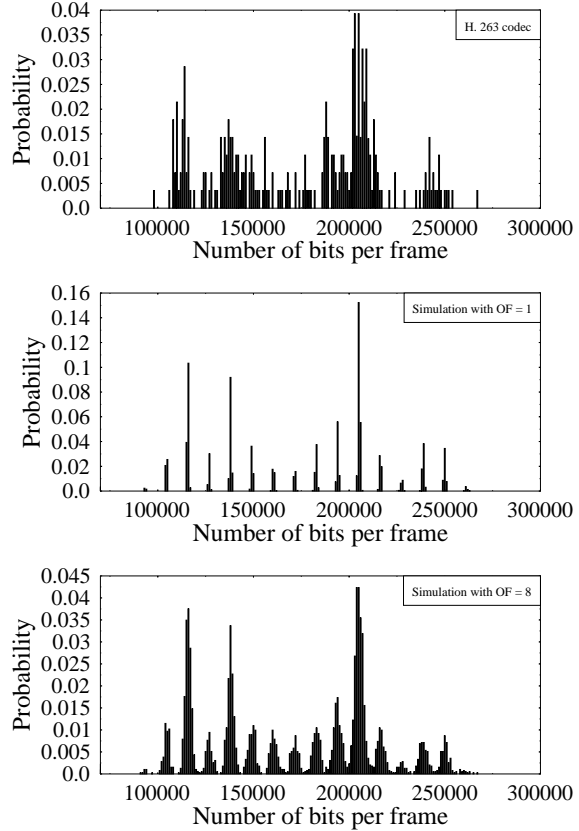 0.04
0.035
0.03
0.025
0.02
0.015
0.01
0.005
0.0
Probability
H. 263 codec
100000 150000 200000 250000 300000
Number of bits per frame
0.16
0.14
0.12
0.1
0.08
0.06
0.04
0.02
0.0
Probability
Simulation with OF = 1
100000 150000 200000 250000 300000
Number of bits per frame
0.045
0.04
0.035
0.03
0.025
0.02
0.015
0.01
0.005
0.0
Probability
Simulation with OF = 8
100000 150000 200000 250000 300000
Number of bits per frame